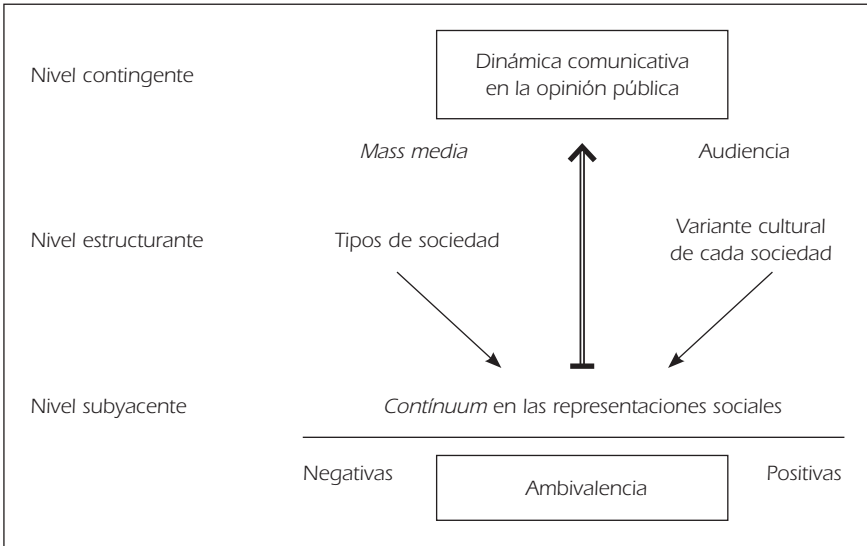 Nivel contingente
Dinámica comunicativa
en la opinión pública
Mass media
Audiencia
Nivel estructurante
Tipos de sociedad
Variante cultural
de cada sociedad
Nivel subyacente
Contínuum en las representaciones sociales
Negativas
Ambivalencia
Positivas